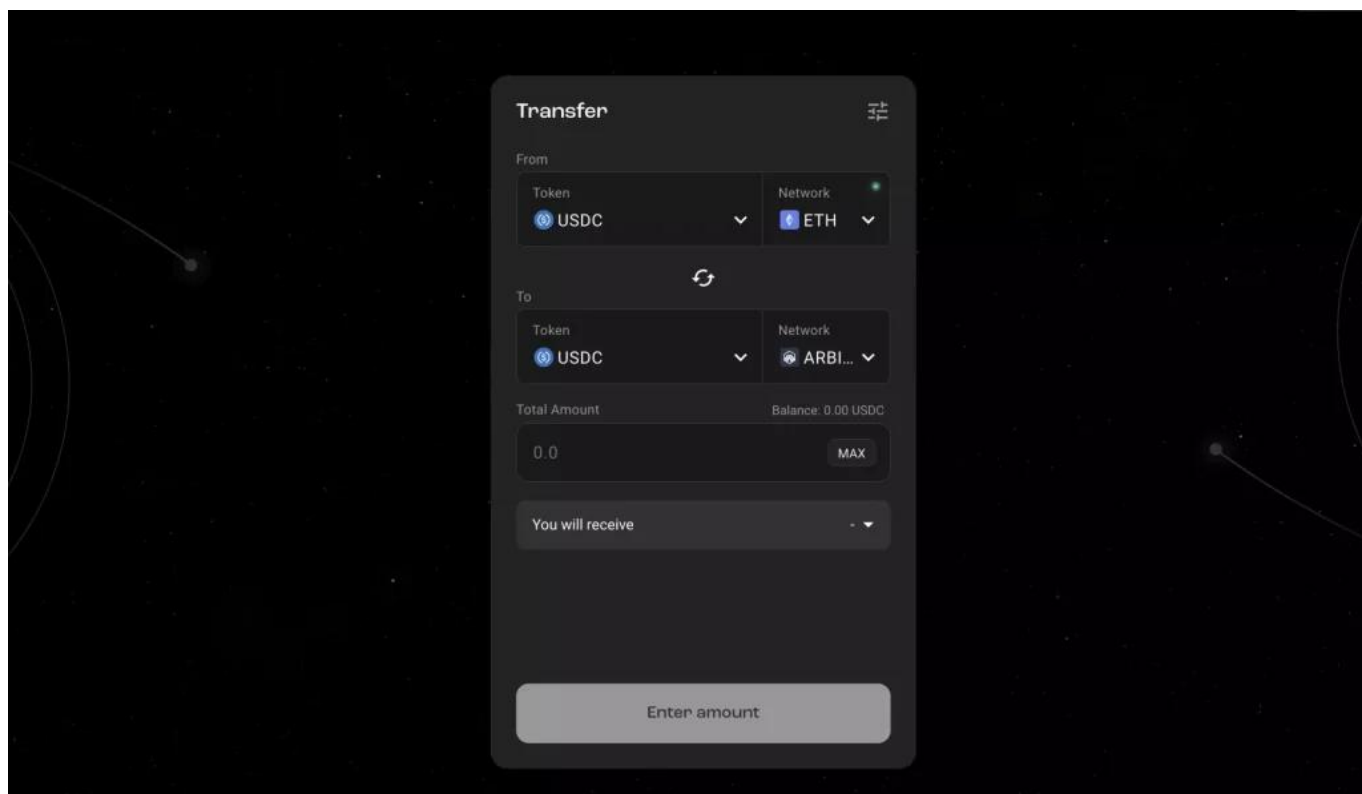 Transfer
From
Token
Network
USDC
ETH
To
Token
Network
USDC
ARBI...
Total Amount
Balance: 0.00 USDC
0.0
MAX
You will receive
-
Enter amount